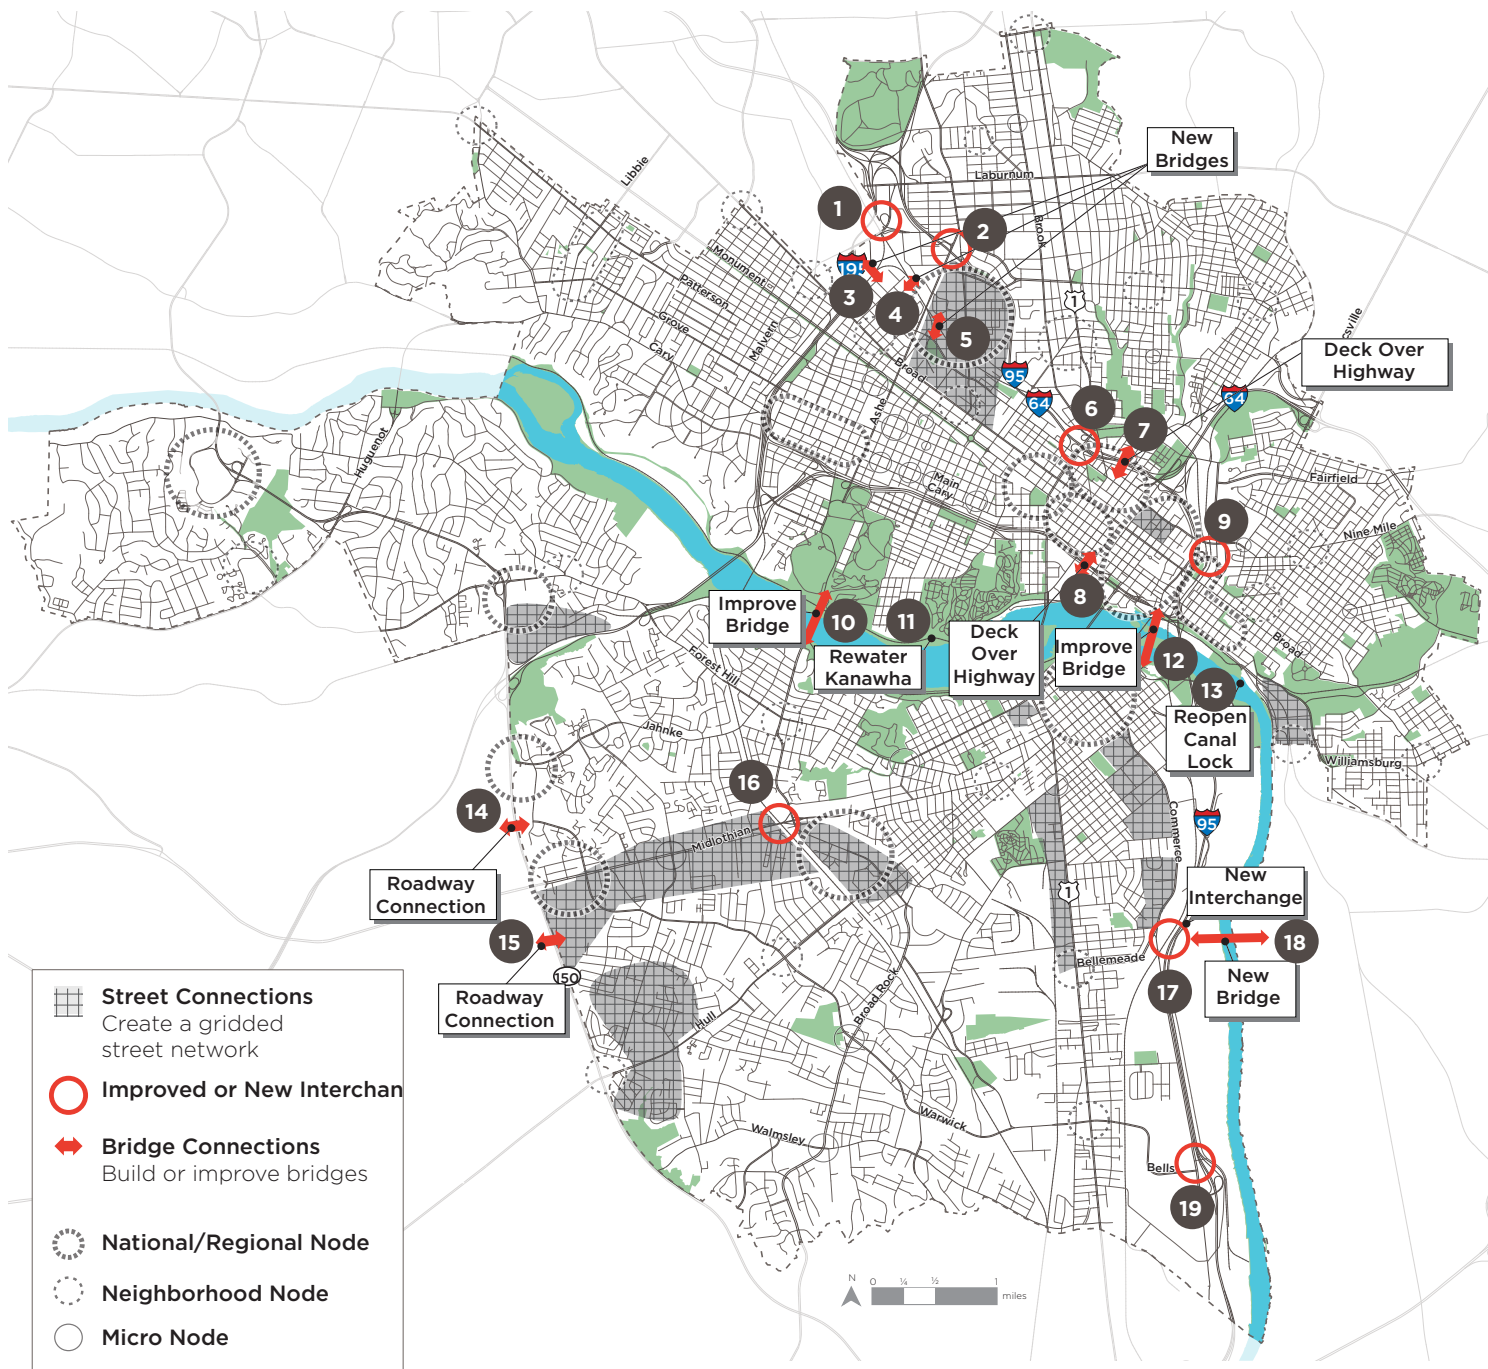 New
Bridges
Libbie
Laburnum
1
2
Brook
Monument
195
Patterson
3
4
1
Grove
Malvern
5
Cary
Broad
rsville
Deck Over
Highway
95
64
64
Ashe
6
7
Huguenot
Main
Cary
Fairfield
9
Nine Mile
8
Improve
Bridge
10
11
Rewater
Kanawha
Deck
Over
Highway
Improve
Bridge
12
Broad
Forest Hill
13
Reopen
Canal
Lock
Jahnke
Williamsburg
16
14
Midlothian
Commerce
95
Roadway
Connection
1
New
Interchange
15
18
Bellemeade
150
Roadway
Connection
New
Bridge
17
Broad Rock
Hull
Warwick
Walmsley
Bells
19
Street Connections
Create a gridded
street network
Improved or New Interchan
Bridge Connections
Build or improve bridges
National/Regional Node
Neighborhood Node
Micro Node
N
0 ¼ ½ 1
miles